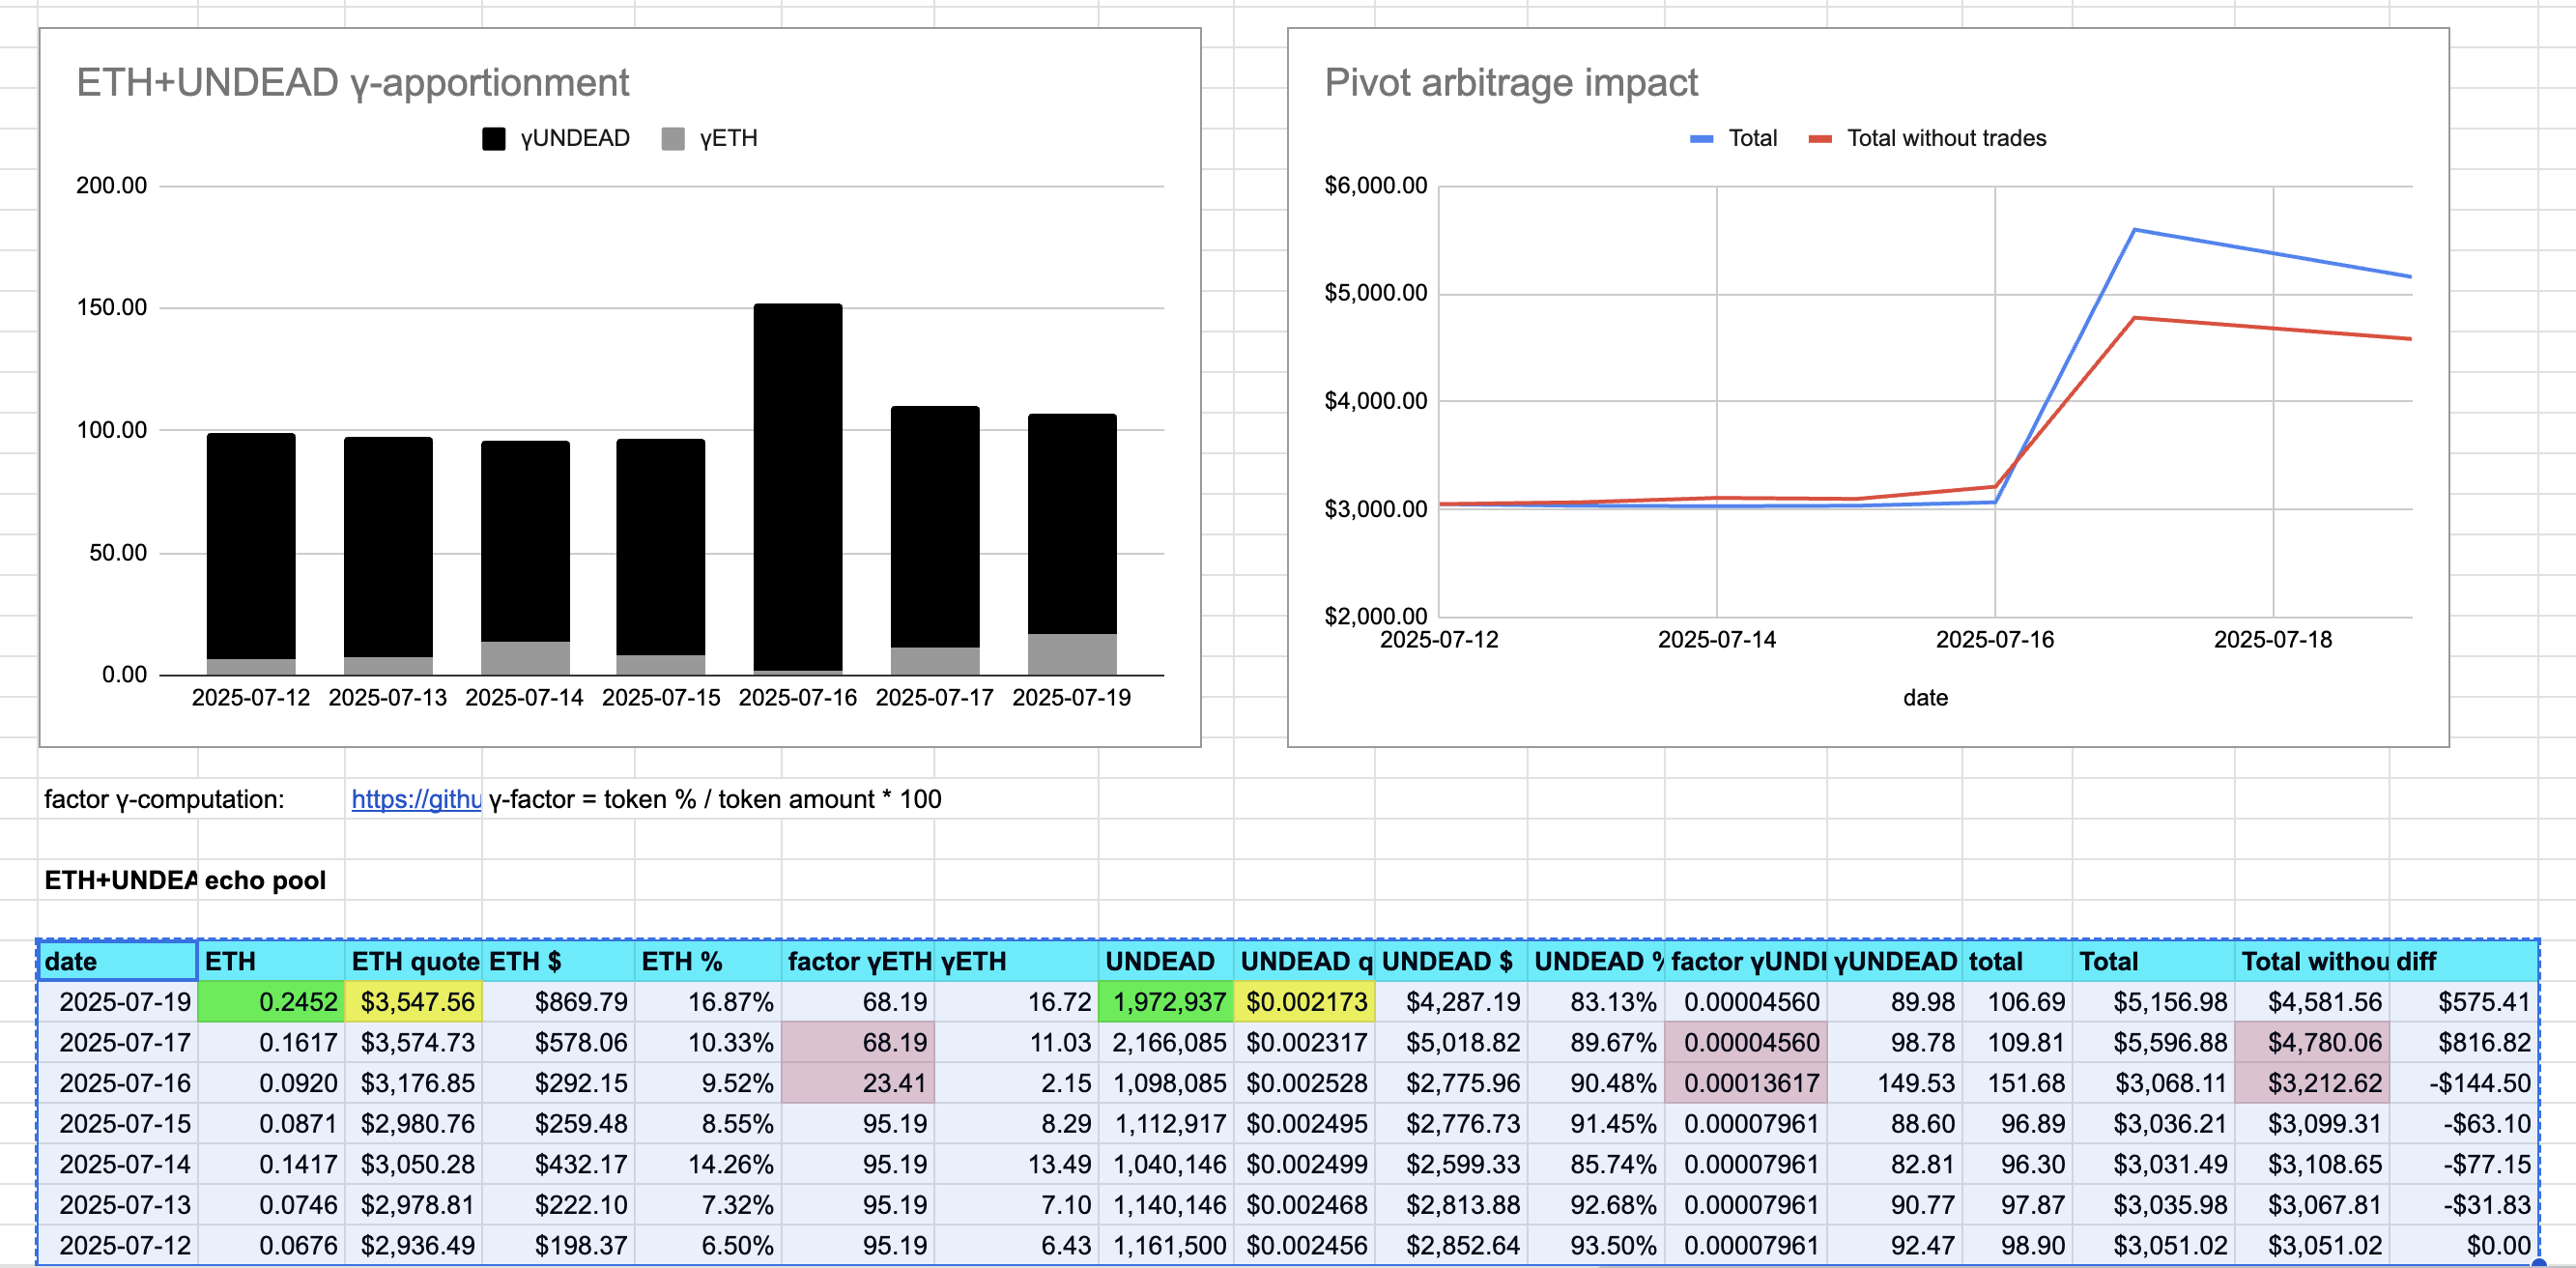 ETH+UNDEAD γ-apportionment
γUNDEAD γETH
200.00
150.00
100.00
50.00
0.00
2025-07-12 2025-07-13 2025-07-14 2025-07-15 2025-07-16 2025-07-17 2025-07-19
Pivot arbitrage impact
Total Total without trades
$6,000.00
$5,000.00
$4,000.00
$3,000.00
$2,000.00
2025-07-12 2025-07-14 2025-07-16 2025-07-18
date
factor γ-computation: https://githu γ-factor = token % / token amount * 100
ETH+UNDEA echo pool
date ETH ETH quote ETH $ ETH % factor γETH γETH UNDEAD UNDEAD q UNDEAD $ UNDEAD % factor γUNDI γUNDEAD total Total Total withou diff
2025-07-19 0.2452 $3,547.56 $869.79 16.87% 68.19 16.72 1,972,937 $0.002173 $4,287.19 83.13% 0.00004560 89.98 106.69 $5,156.98 $4,581.56 $575.41
2025-07-17 0.1617 $3,574.73 $578.06 10.33% 68.19 11.03 2,166,085 $0.002317 $5,018.82 89.67% 0.00004560 98.78 109.81 $5,596.88 $4,780.06 $816.82
2025-07-16 0.0920 $3,176.85 $292.15 9.52% 23.41 2.15 1,098,085 $0.002528 $2,775.96 90.48% 0.00013617 149.53 151.68 $3,068.11 $3,212.62 -$144.50
2025-07-15 0.0871 $2,980.76 $259.48 8.55% 95.19 8.29 1,112,917 $0.002495 $2,776.73 91.45% 0.00007961 88.60 96.89 $3,036.21 $3,099.31 -$63.10
2025-07-14 0.1417 $3,050.28 $432.17 14.26% 95.19 13.49 1,040,146 $0.002499 $2,599.33 85.74% 0.00007961 82.81 96.30 $3,031.49 $3,108.65 -$77.15
2025-07-13 0.0746 $2,978.81 $222.10 7.32% 95.19 7.10 1,140,146 $0.002468 $2,813.88 92.68% 0.00007961 90.77 97.87 $3,035.98 $3,067.81 -$31.83
2025-07-12 0.0676 $2,936.49 $198.37 6.50% 95.19 6.43 1,161,500 $0.002456 $2,852.64 93.50% 0.00007961 92.47 98.90 $3,051.02 $3,051.02 $0.00